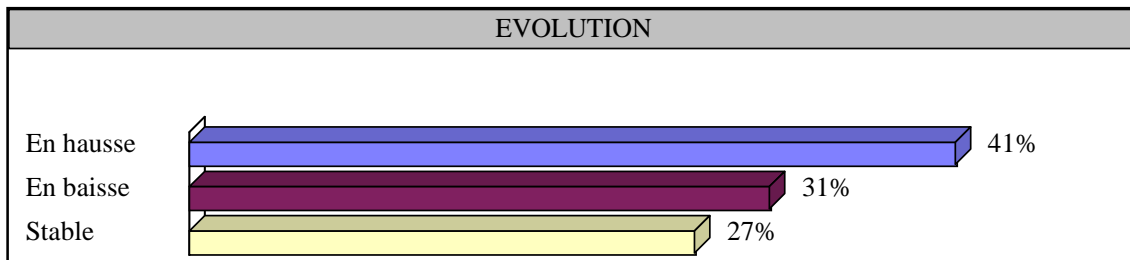 EVOLUTION
En hausse 41%
En baisse 31%
Stable 27%